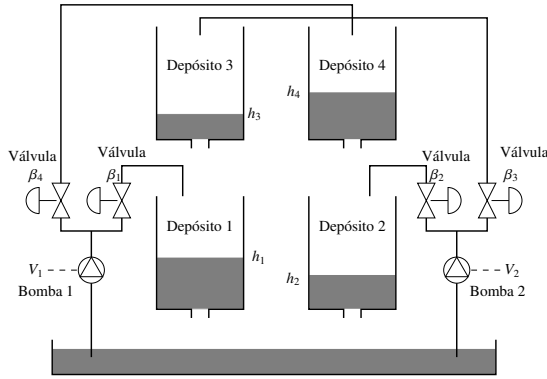 Depósito 3
Depósito 4
h4
h3
Válvula
β4
Válvula
β1
Válvula
β2
Válvula
β3
Depósito 1
Depósito 2
h1
h2
V1
Bomba 1
V2
Bomba 2